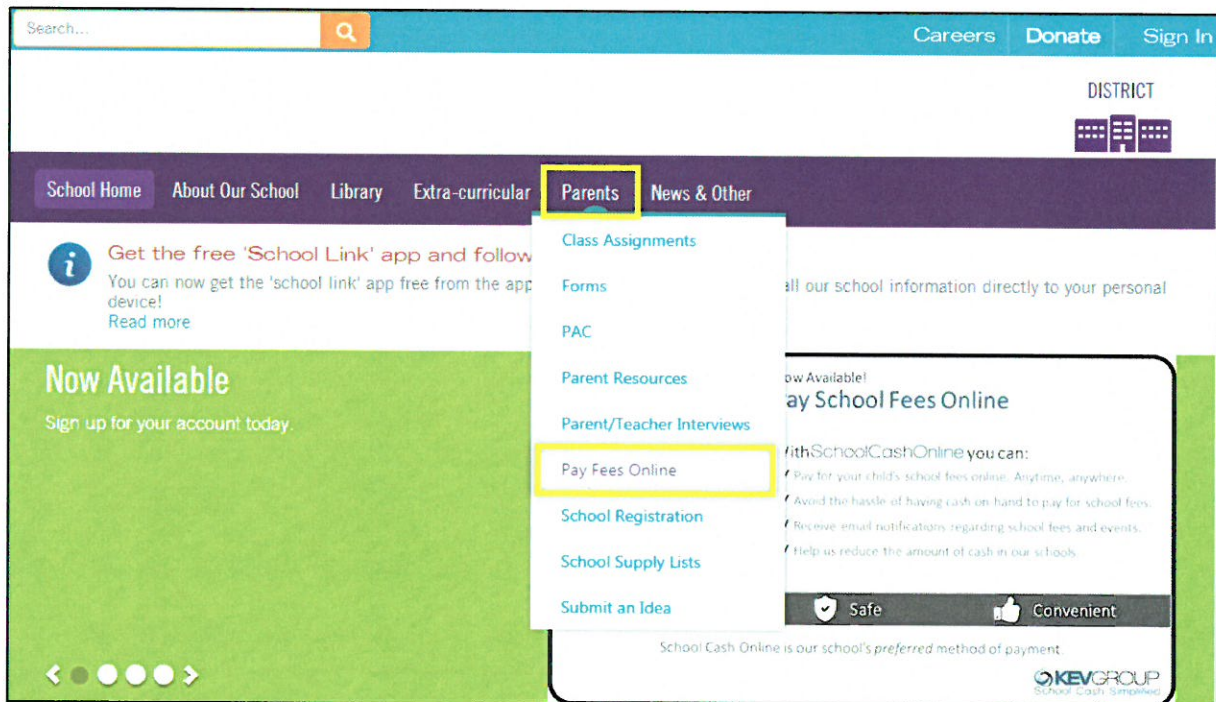 Search...
Careers Donate Sign In
DISTRICT
School Home About Our School Library Extra-curricular Parents News & Other
Get the free 'School Link' app and follow
You can now get the 'school link' app free from the app all our school information directly to your personal
device!
Read more
Class Assignments
Forms
PAC
Parent Resources
Parent/Teacher Interviews
Pay Fees Online
School Registration
School Supply Lists
Submit an Idea
Now Available
Sign up for your account today.
ow Available!
ay School Fees Online
ithSchoolCashOnline you can:
Pay for your child's school fees online. Anytime, anywhere.
Avoid the hassle of having cash on hand to pay for school fees.
Receive email notifications regarding school fees and events.
Help us reduce the amount of cash in our schools.
Safe Convenient
School Cash Online is our school's preferred method of payment.
KEVGROUP
School Cash Simplified